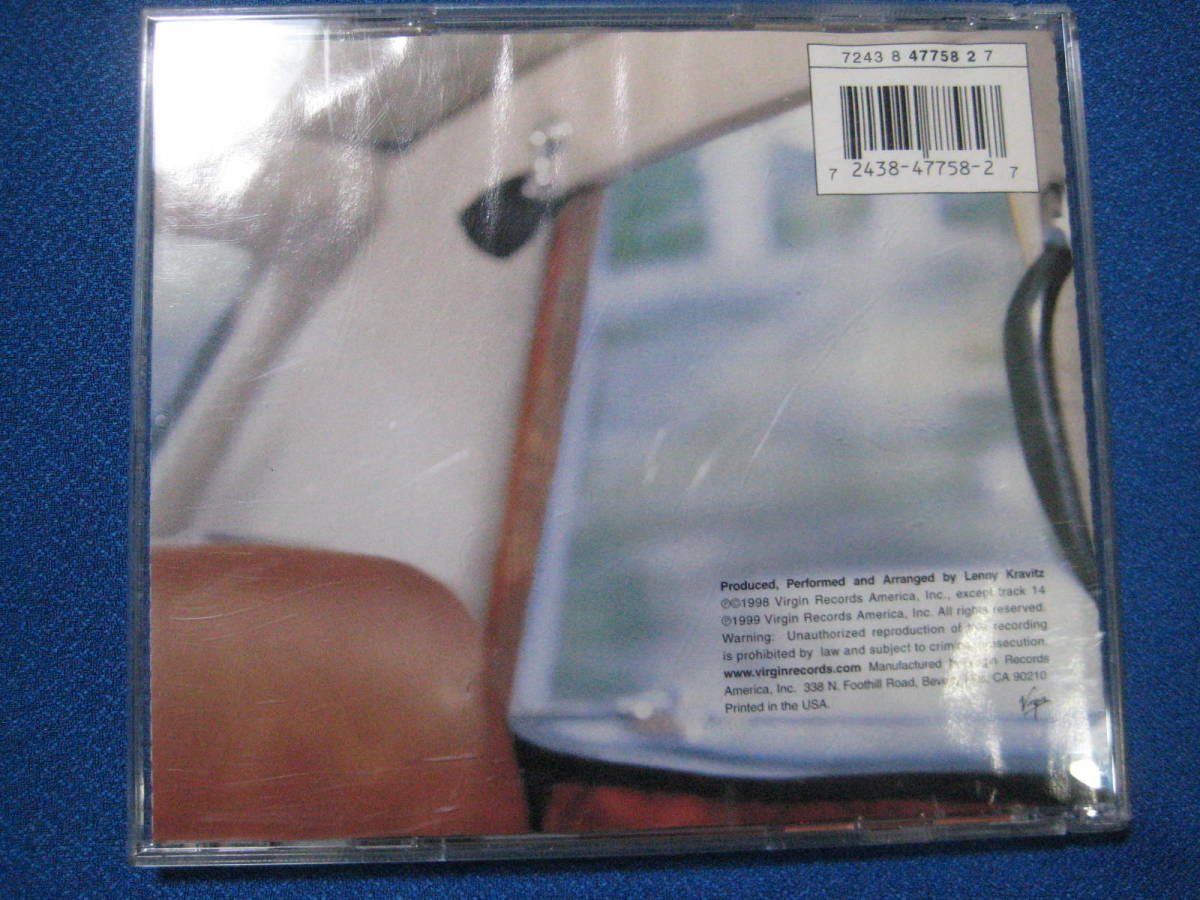 7243 8 47758 2 7
7 2438-47758-2 7
Produced, Performed and Arranged by Lenny Kravitz
℗©1998 Virgin Records America, Inc., except track 14
℗1999 Virgin Records America, Inc. All rights reserved.
Warning: Unauthorized reproduction of this recording
is prohibited by law and subject to criminal prosecution.
www.virginrecords.com Manufactured by Virgin Records
America, Inc. 338 N. Foothill Road, Beverly Hills, CA 90210
Printed in the USA.
Virgin